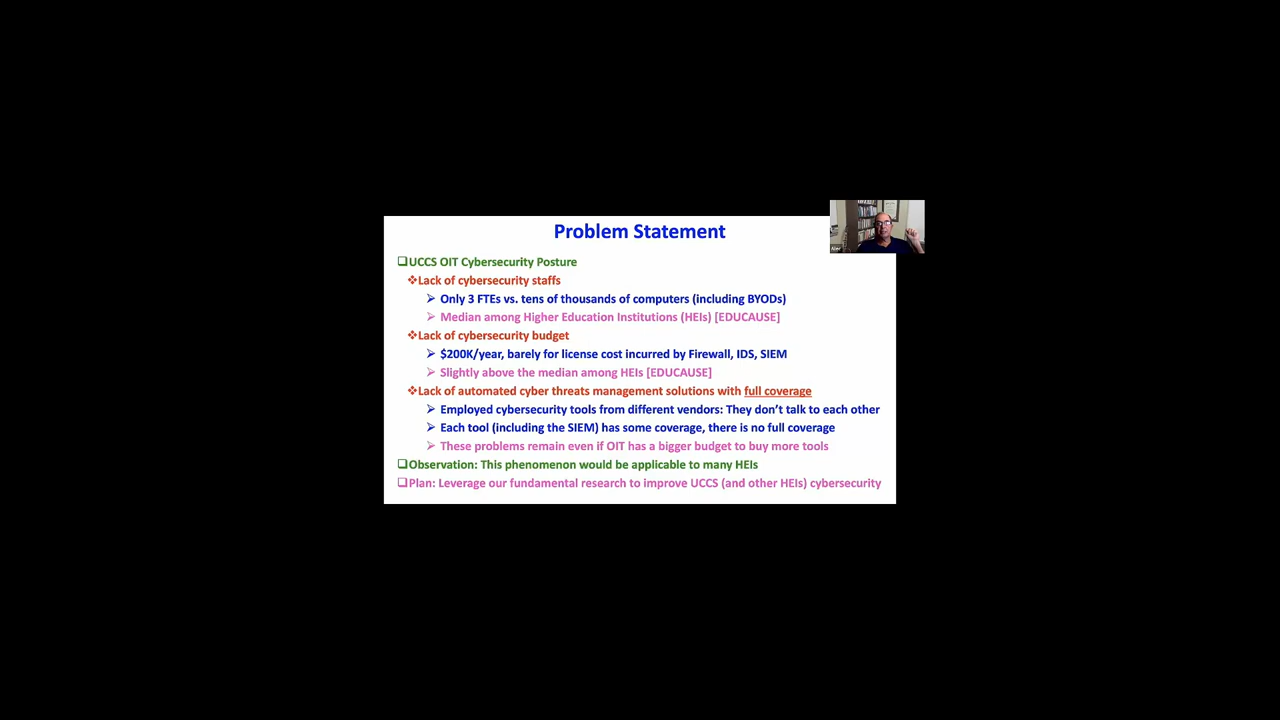 Problem Statement
❑UCCS OIT Cybersecurity Posture
❖Lack of cybersecurity staffs
➢ Only 3 FTEs vs. tens of thousands of computers (including BYODs)
➢ Median among Higher Education Institutions (HEIs) [EDUCAUSE]
❖Lack of cybersecurity budget
➢ $200K/year, barely for license cost incurred by Firewall, IDS, SIEM
➢ Slightly above the median among HEIs [EDUCAUSE]
❖Lack of automated cyber threats management solutions with full coverage
➢ Employed cybersecurity tools from different vendors: They don’t talk to each other
➢ Each tool (including the SIEM) has some coverage, there is no full coverage
➢ These problems remain even if OIT has a bigger budget to buy more tools
❑Observation: This phenomenon would be applicable to many HEIs
❑Plan: Leverage our fundamental research to improve UCCS (and other HEIs) cybersecurity